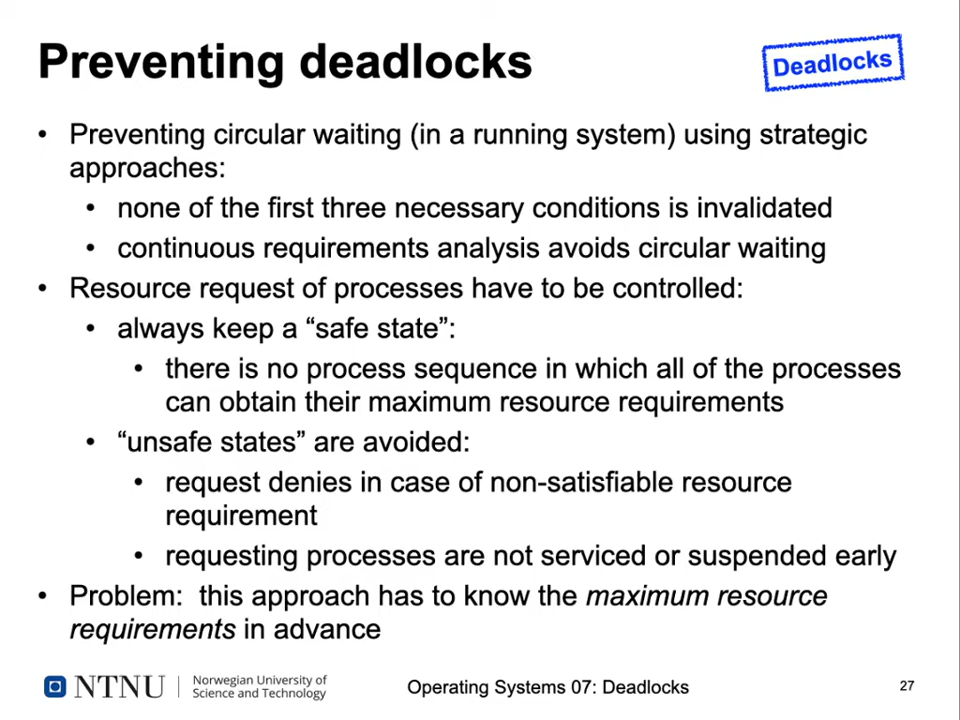 Preventing deadlocks
Deadlocks
• Preventing circular waiting (in a running system) using strategic
approaches:
• none of the first three necessary conditions is invalidated
• continuous requirements analysis avoids circular waiting
• Resource request of processes have to be controlled:
• always keep a “safe state”:
• there is no process sequence in which all of the processes
can obtain their maximum resource requirements
• “unsafe states” are avoided:
• request denies in case of non-satisfiable resource
requirement
• requesting processes are not serviced or suspended early
• Problem: this approach has to know the maximum resource
requirements in advance
NTNU
Norwegian University of
Science and Technology
Operating Systems 07: Deadlocks
27